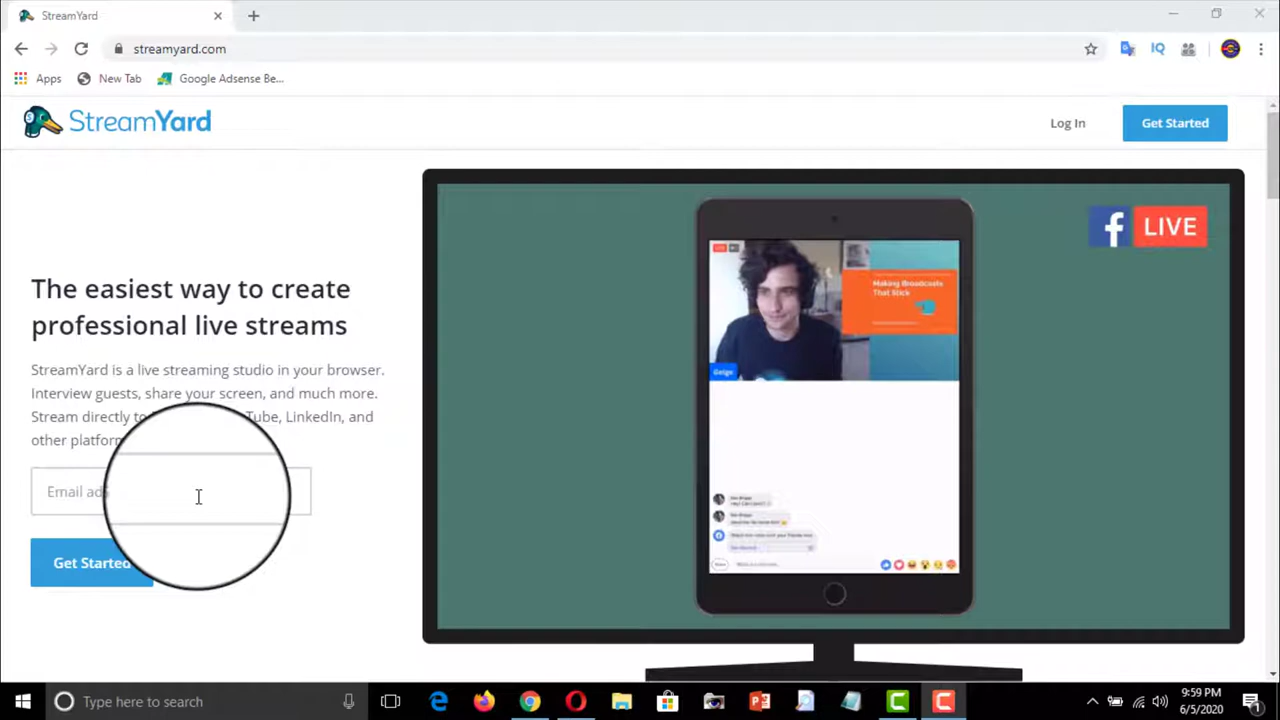 StreamYard
streamyard.com
Apps
New Tab
Google Adsense Be...
StreamYard
Log In
Get Started
The easiest way to create
professional live streams
StreamYard is a live streaming studio in your browser.
Interview guests, share your screen, and much more.
Stream directly to Tube, LinkedIn, and
other platfor
Email ad
Get Started
f LIVE
Making Broadcasts
That Stick
Type here to search
9:59 PM
6/5/2020